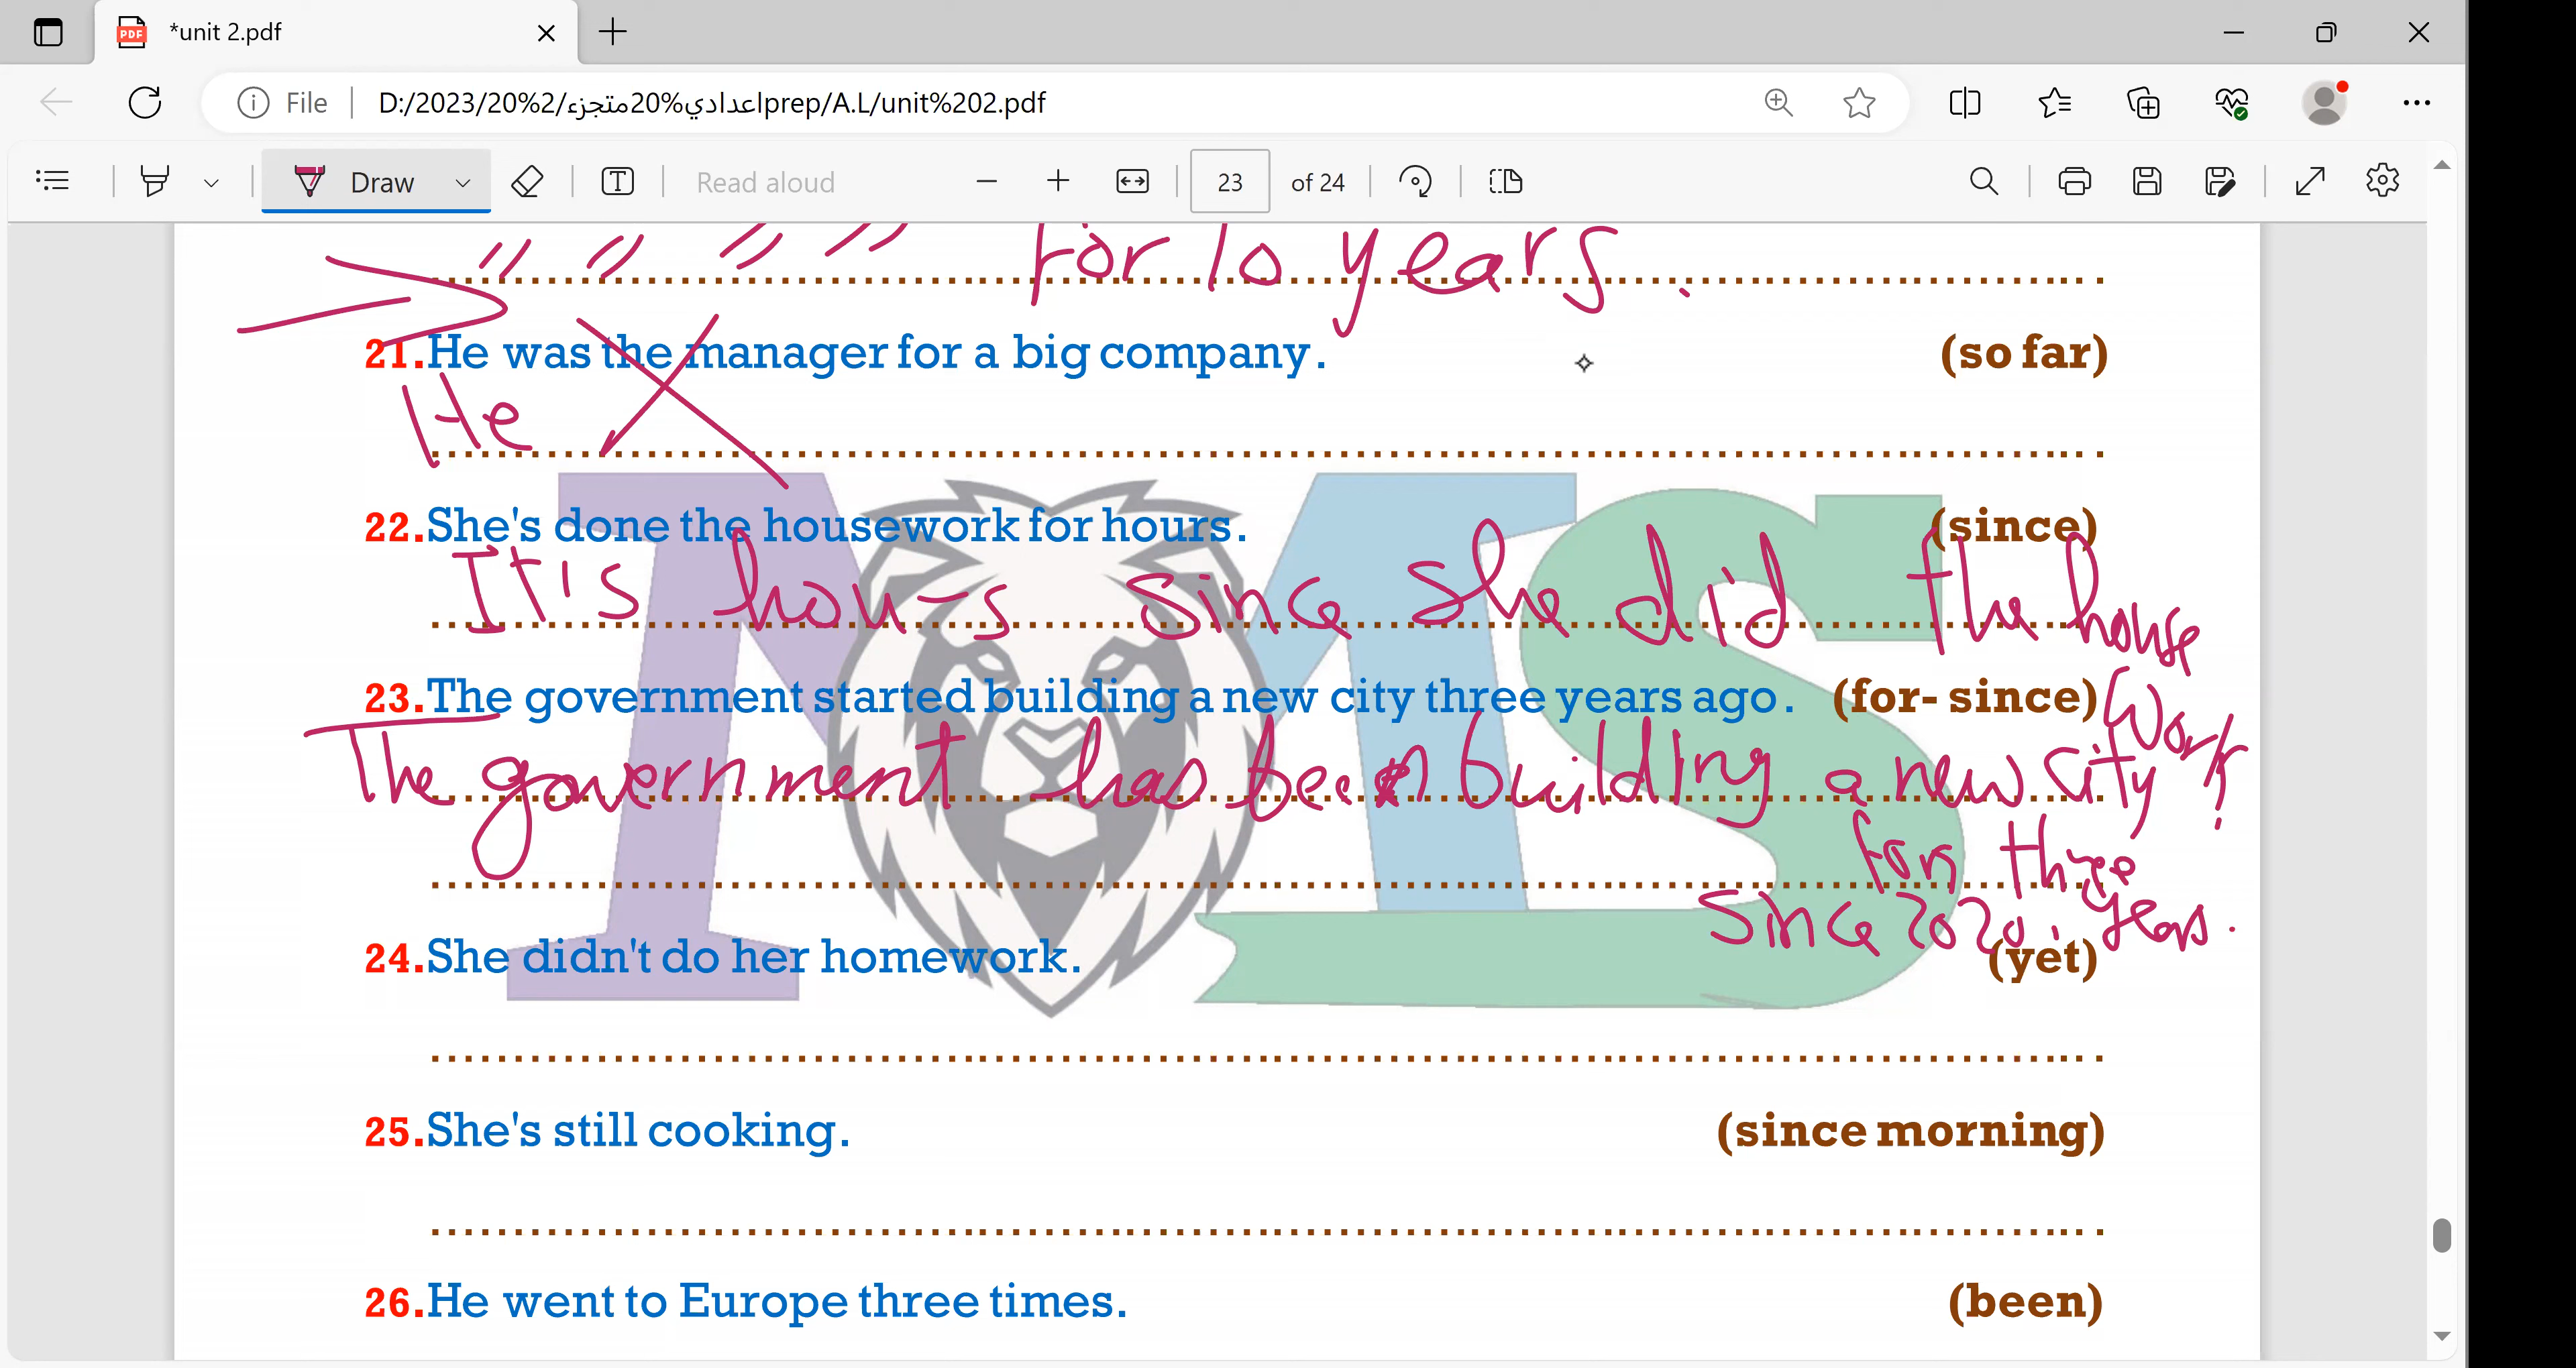 *unit 2.pdf
File D:/2023/20%2/اعدادي%20متجزء/prep/A.L/unit%202.pdf
Draw Read aloud 23 of 24
" " " " for 10 years.
21.He was the manager for a big company. (so far)
He
22.She's done the housework for hours. (since)
It's hours since she did the house
work.
23.The government started building a new city three years ago. (for- since)
The government has been building a new city
for three years.
since 2020.
24.She didn't do her homework. (yet)
25.She's still cooking. (since morning)
26.He went to Europe three times. (been)